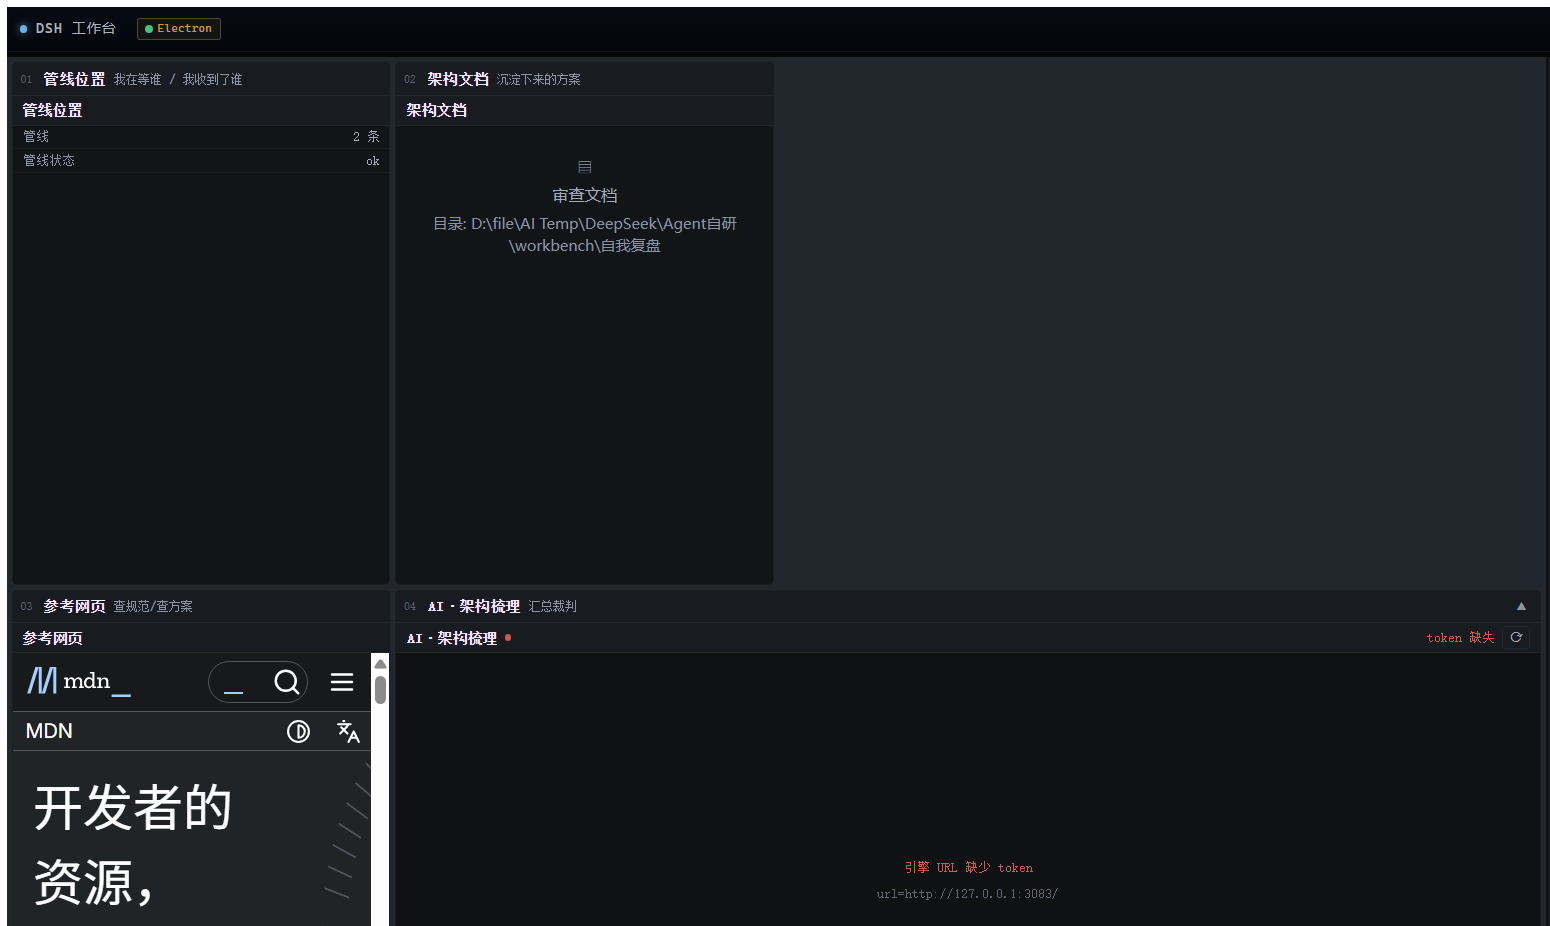 DSH 工作台 Electron
01 管线位置 我在等谁 / 我收到了谁
管线位置
管线 2 条
管线状态 ok
02 架构文档 沉淀下来的方案
架构文档
审查文档
目录: D:\file\AI Temp\DeepSeek\Agent自研
\workbench\自我复盘
03 参考网页 查规范/查方案
参考网页
mdn_
MDN
开发者的
资源，
04 AI · 架构梳理 汇总裁判
AI · 架构梳理 token 缺失
引擎 URL 缺少 token
url=http://127.0.0.1:3083/